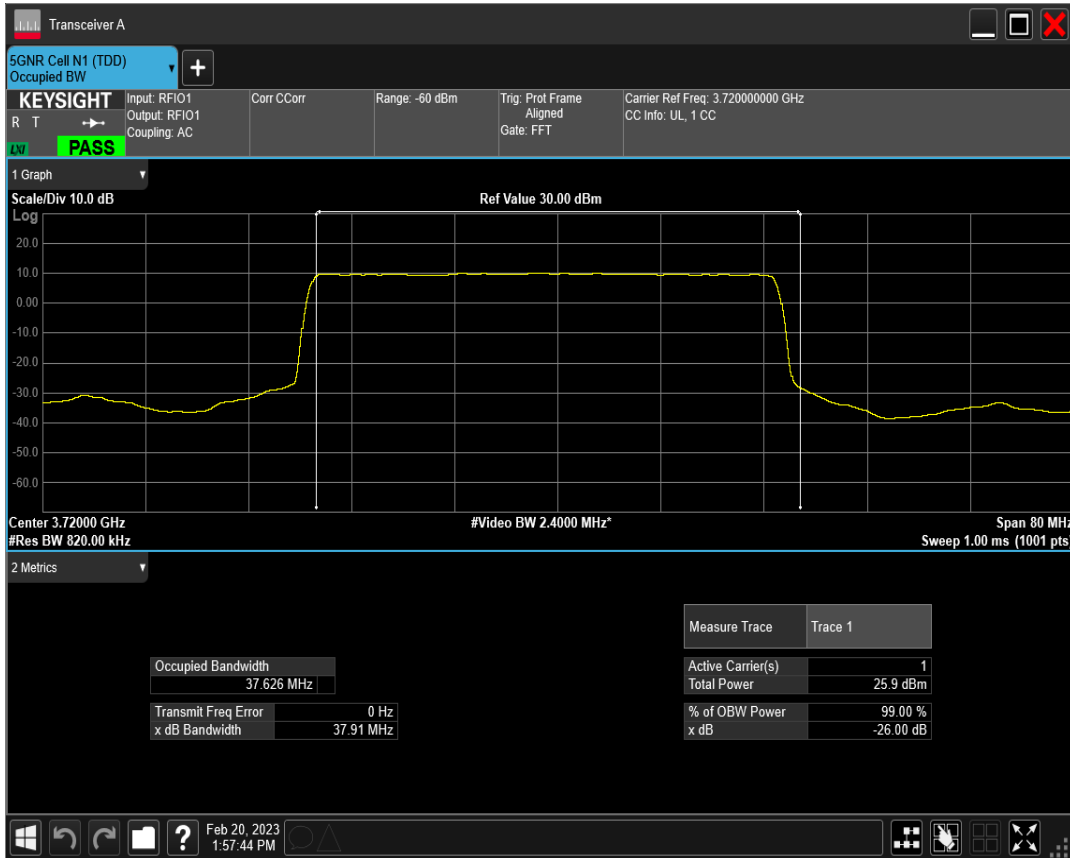 Transceiver A
5GNR Cell N1 (TDD)
Occupied BW
+
KEYSIGHT
R T
LXI
PASS
Input: RFIO1
Output: RFIO1
Coupling: AC
Corr CCorr
Range: -60 dBm
Trig: Prot Frame
Aligned
Gate: FFT
Carrier Ref Freq: 3.720000000 GHz
CC Info: UL, 1 CC
1 Graph
Scale/Div 10.0 dB
Ref Value 30.00 dBm
Log
20.0
10.0
0.00
-10.0
-20.0
-30.0
-40.0
-50.0
-60.0
Center 3.72000 GHz
#Video BW 2.4000 MHz*
Span 80 MHz
#Res BW 820.00 kHz
Sweep 1.00 ms (1001 pts)
2 Metrics
Measure Trace Trace 1
Occupied Bandwidth
37.626 MHz
Transmit Freq Error 0 Hz
x dB Bandwidth 37.91 MHz
Active Carrier(s) 1
Total Power 25.9 dBm
% of OBW Power 99.00 %
x dB -26.00 dB
?
Feb 20, 2023
1:57:44 PM